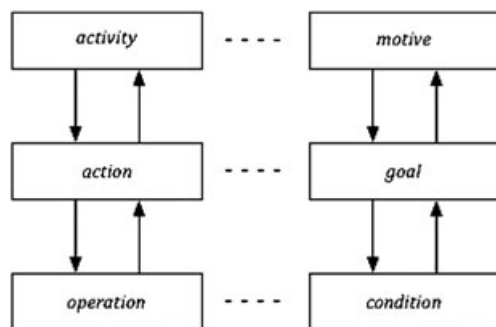 activity
motive
action
goal
operation
condition